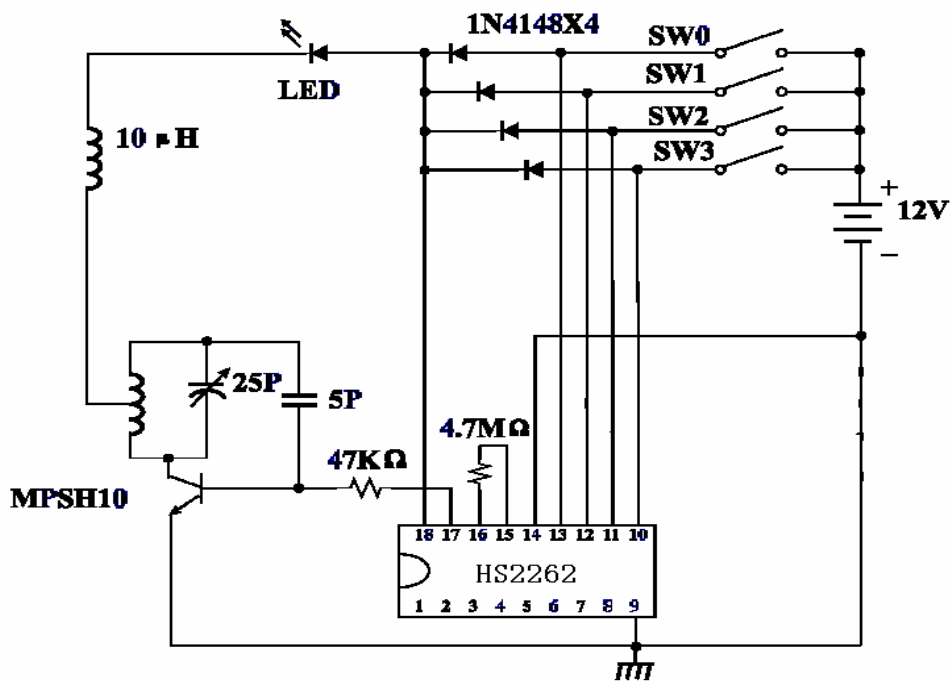 1N4148X4
SW0
LED
SW1
10 μH
SW2
SW3
+
12V
−
25P
5P
4.7MΩ
47KΩ
MPSH10
18 17 16 15 14 13 12 11 10
HS2262
1 2 3 4 5 6 7 8 9